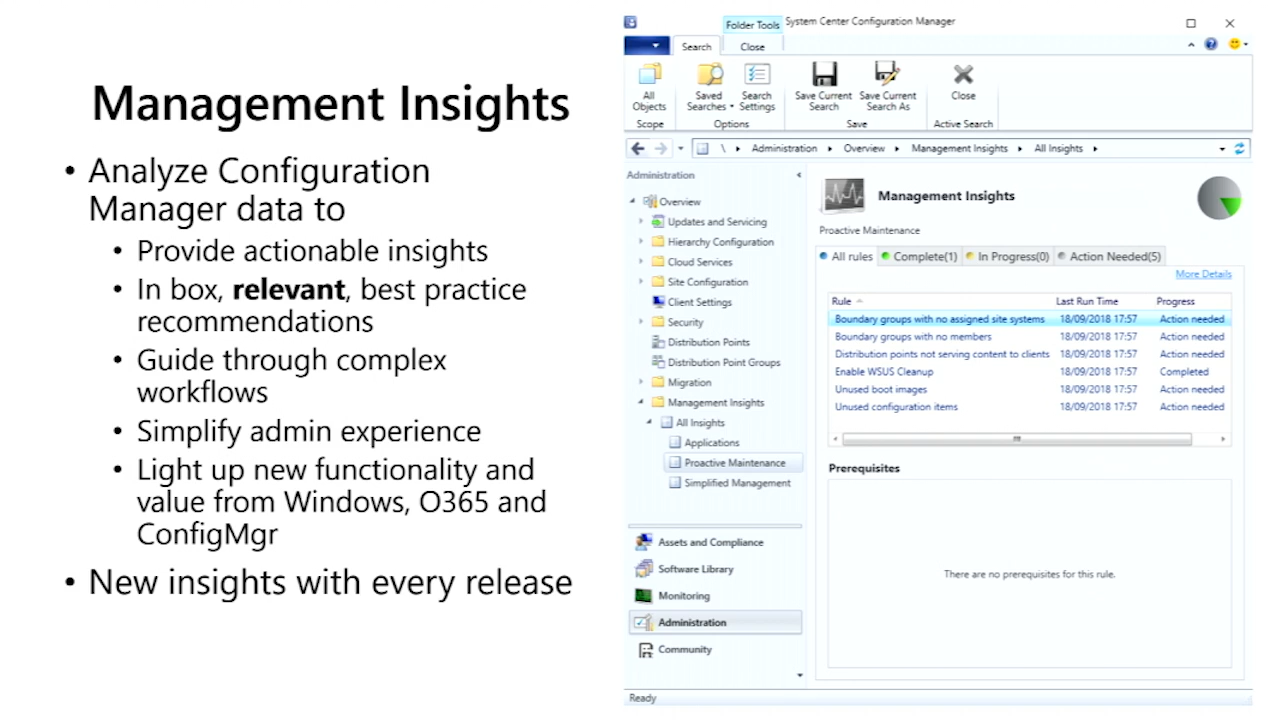 Management Insights
• Analyze Configuration
Manager data to
• Provide actionable insights
• In box, relevant, best practice
recommendations
• Guide through complex
workflows
• Simplify admin experience
• Light up new functionality and
value from Windows, O365 and
ConfigMgr
• New insights with every release
Folder Tools System Center Configuration Manager
Search Close
All Objects
Saved Searches
Search Settings
Save Current Search
Save Current Search As
Close
Scope Options Save Active Search
\ Administration Overview Management Insights All Insights
Administration
Overview
Updates and Servicing
Hierarchy Configuration
Cloud Services
Site Configuration
Client Settings
Security
Distribution Points
Distribution Point Groups
Migration
Management Insights
All Insights
Applications
Proactive Maintenance
Simplified Management
Assets and Compliance
Software Library
Monitoring
Administration
Community
Management Insights
Proactive Maintenance
All rules Complete(1) In Progress(0) Action Needed(5)
More Details
Rule Last Run Time Progress
Boundary groups with no assigned site systems 18/09/2018 17:57 Action needed
Boundary groups with no members 18/09/2018 17:57 Action needed
Distribution points not serving content to clients 18/09/2018 17:57 Action needed
Enable WSUS Cleanup 18/09/2018 17:57 Completed
Unused boot images 18/09/2018 17:57 Action needed
Unused configuration items 18/09/2018 17:57 Action needed
Prerequisites
There are no prerequisites for this rule.
Ready